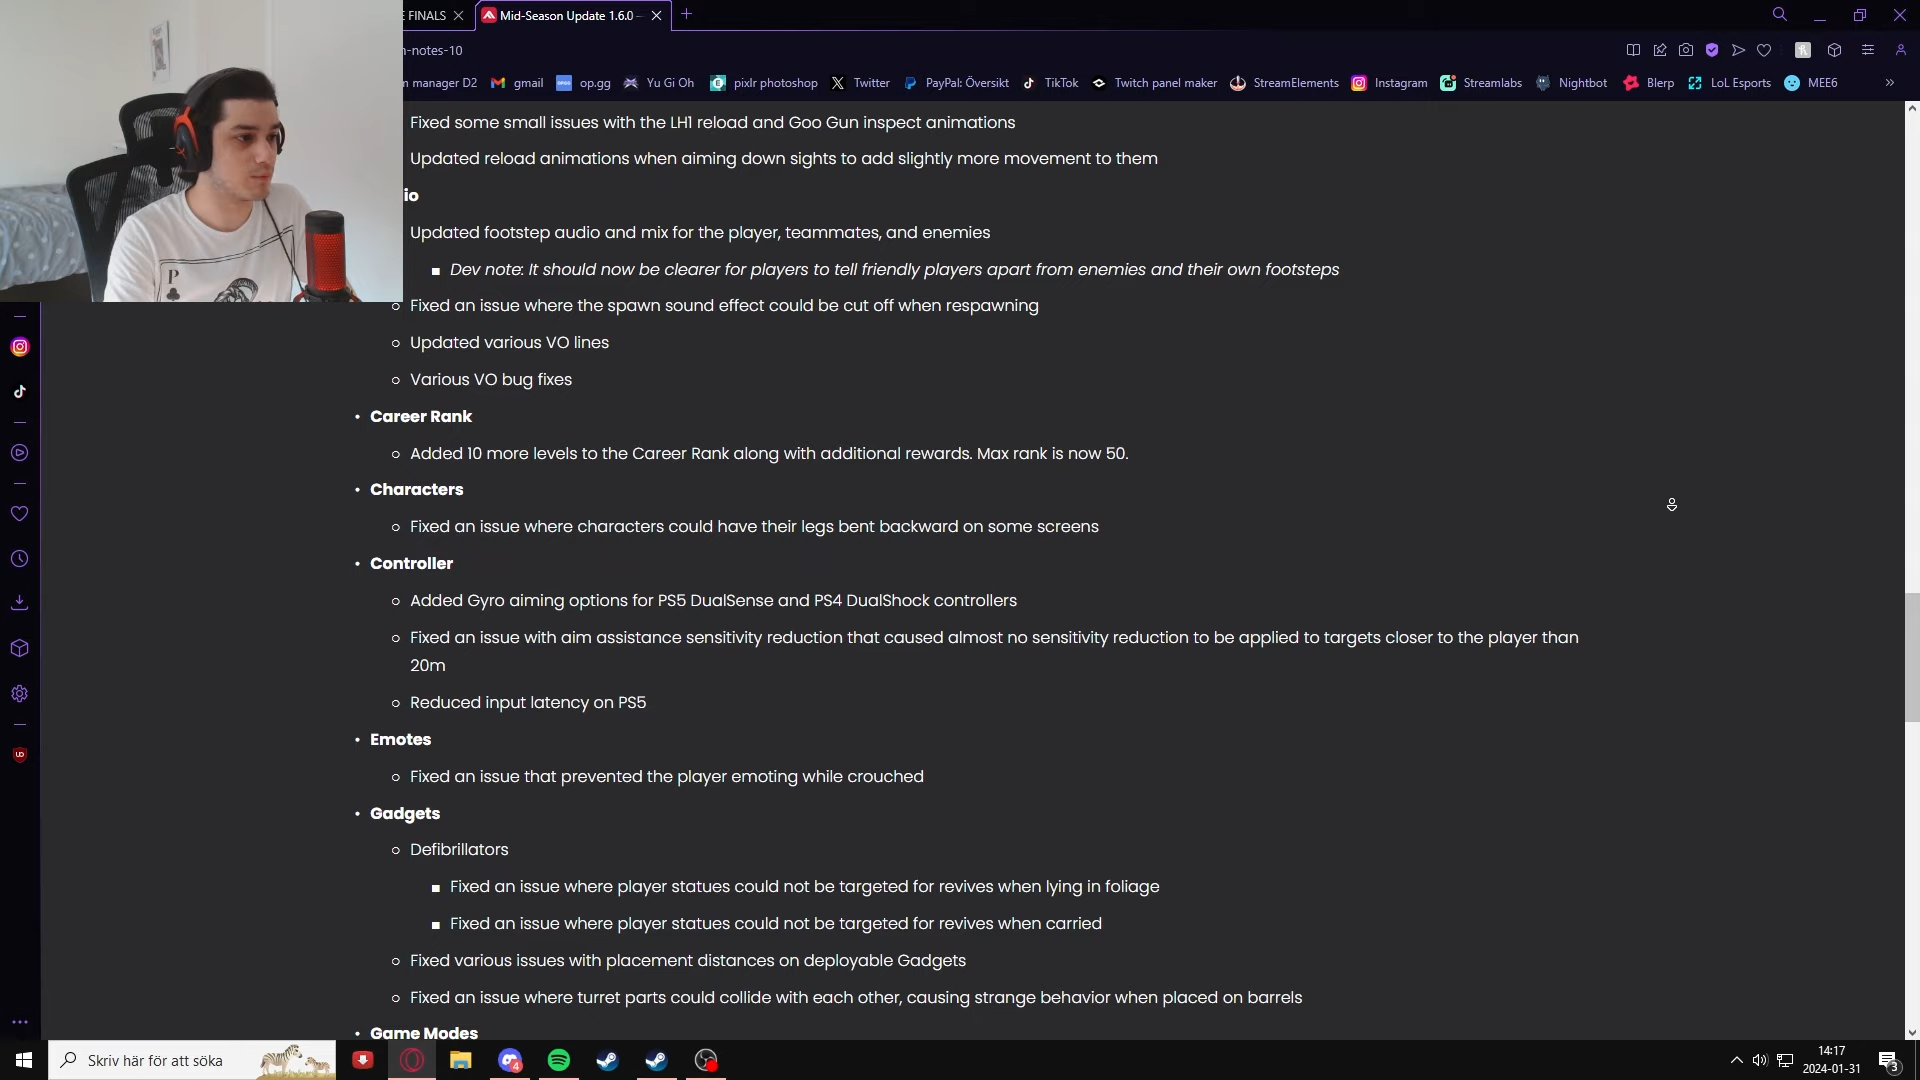 E FINALS
Mid-Season Update 1.6.0
n-notes-10
m manager D2 gmail op.gg Yu Gi Oh pixlr photoshop Twitter PayPal: Översikt TikTok Twitch panel maker StreamElements Instagram Streamlabs Nightbot Blerp LoL Esports MEE6 »
Fixed some small issues with the LH1 reload and Goo Gun inspect animations
Updated reload animations when aiming down sights to add slightly more movement to them
io
Updated footstep audio and mix for the player, teammates, and enemies
Dev note: It should now be clearer for players to tell friendly players apart from enemies and their own footsteps
Fixed an issue where the spawn sound effect could be cut off when respawning
Updated various VO lines
Various VO bug fixes
Career Rank
Added 10 more levels to the Career Rank along with additional rewards. Max rank is now 50.
Characters
Fixed an issue where characters could have their legs bent backward on some screens
Controller
Added Gyro aiming options for PS5 DualSense and PS4 DualShock controllers
Fixed an issue with aim assistance sensitivity reduction that caused almost no sensitivity reduction to be applied to targets closer to the player than
20m
Reduced input latency on PS5
Emotes
Fixed an issue that prevented the player emoting while crouched
Gadgets
Defibrillators
Fixed an issue where player statues could not be targeted for revives when lying in foliage
Fixed an issue where player statues could not be targeted for revives when carried
Fixed various issues with placement distances on deployable Gadgets
Fixed an issue where turret parts could collide with each other, causing strange behavior when placed on barrels
Game Modes
Skriv här för att söka
4
14:17
2024-01-31
3
P